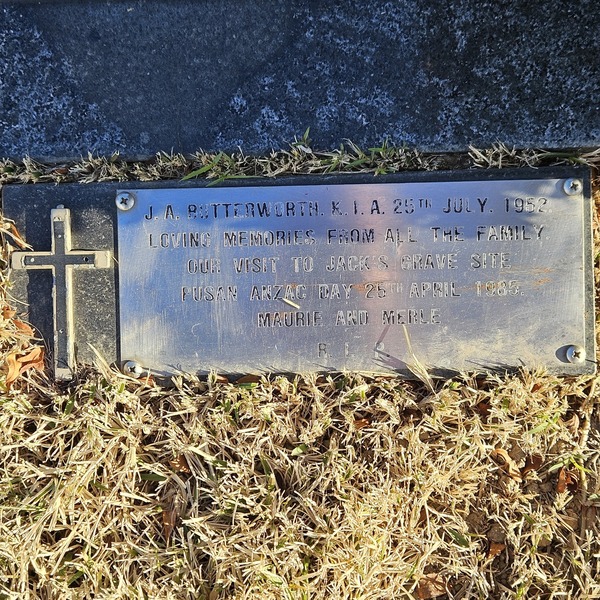 J. A. BUTTERWORTH. K. I. A. 25TH JULY. 1952.
LOVING MEMORIES FROM ALL THE FAMILY.
OUR VISIT TO JACK'S GRAVE SITE
PUSAN ANZAC DAY 25TH APRIL 1985.
MAURIE AND MERLE
R. I. P.